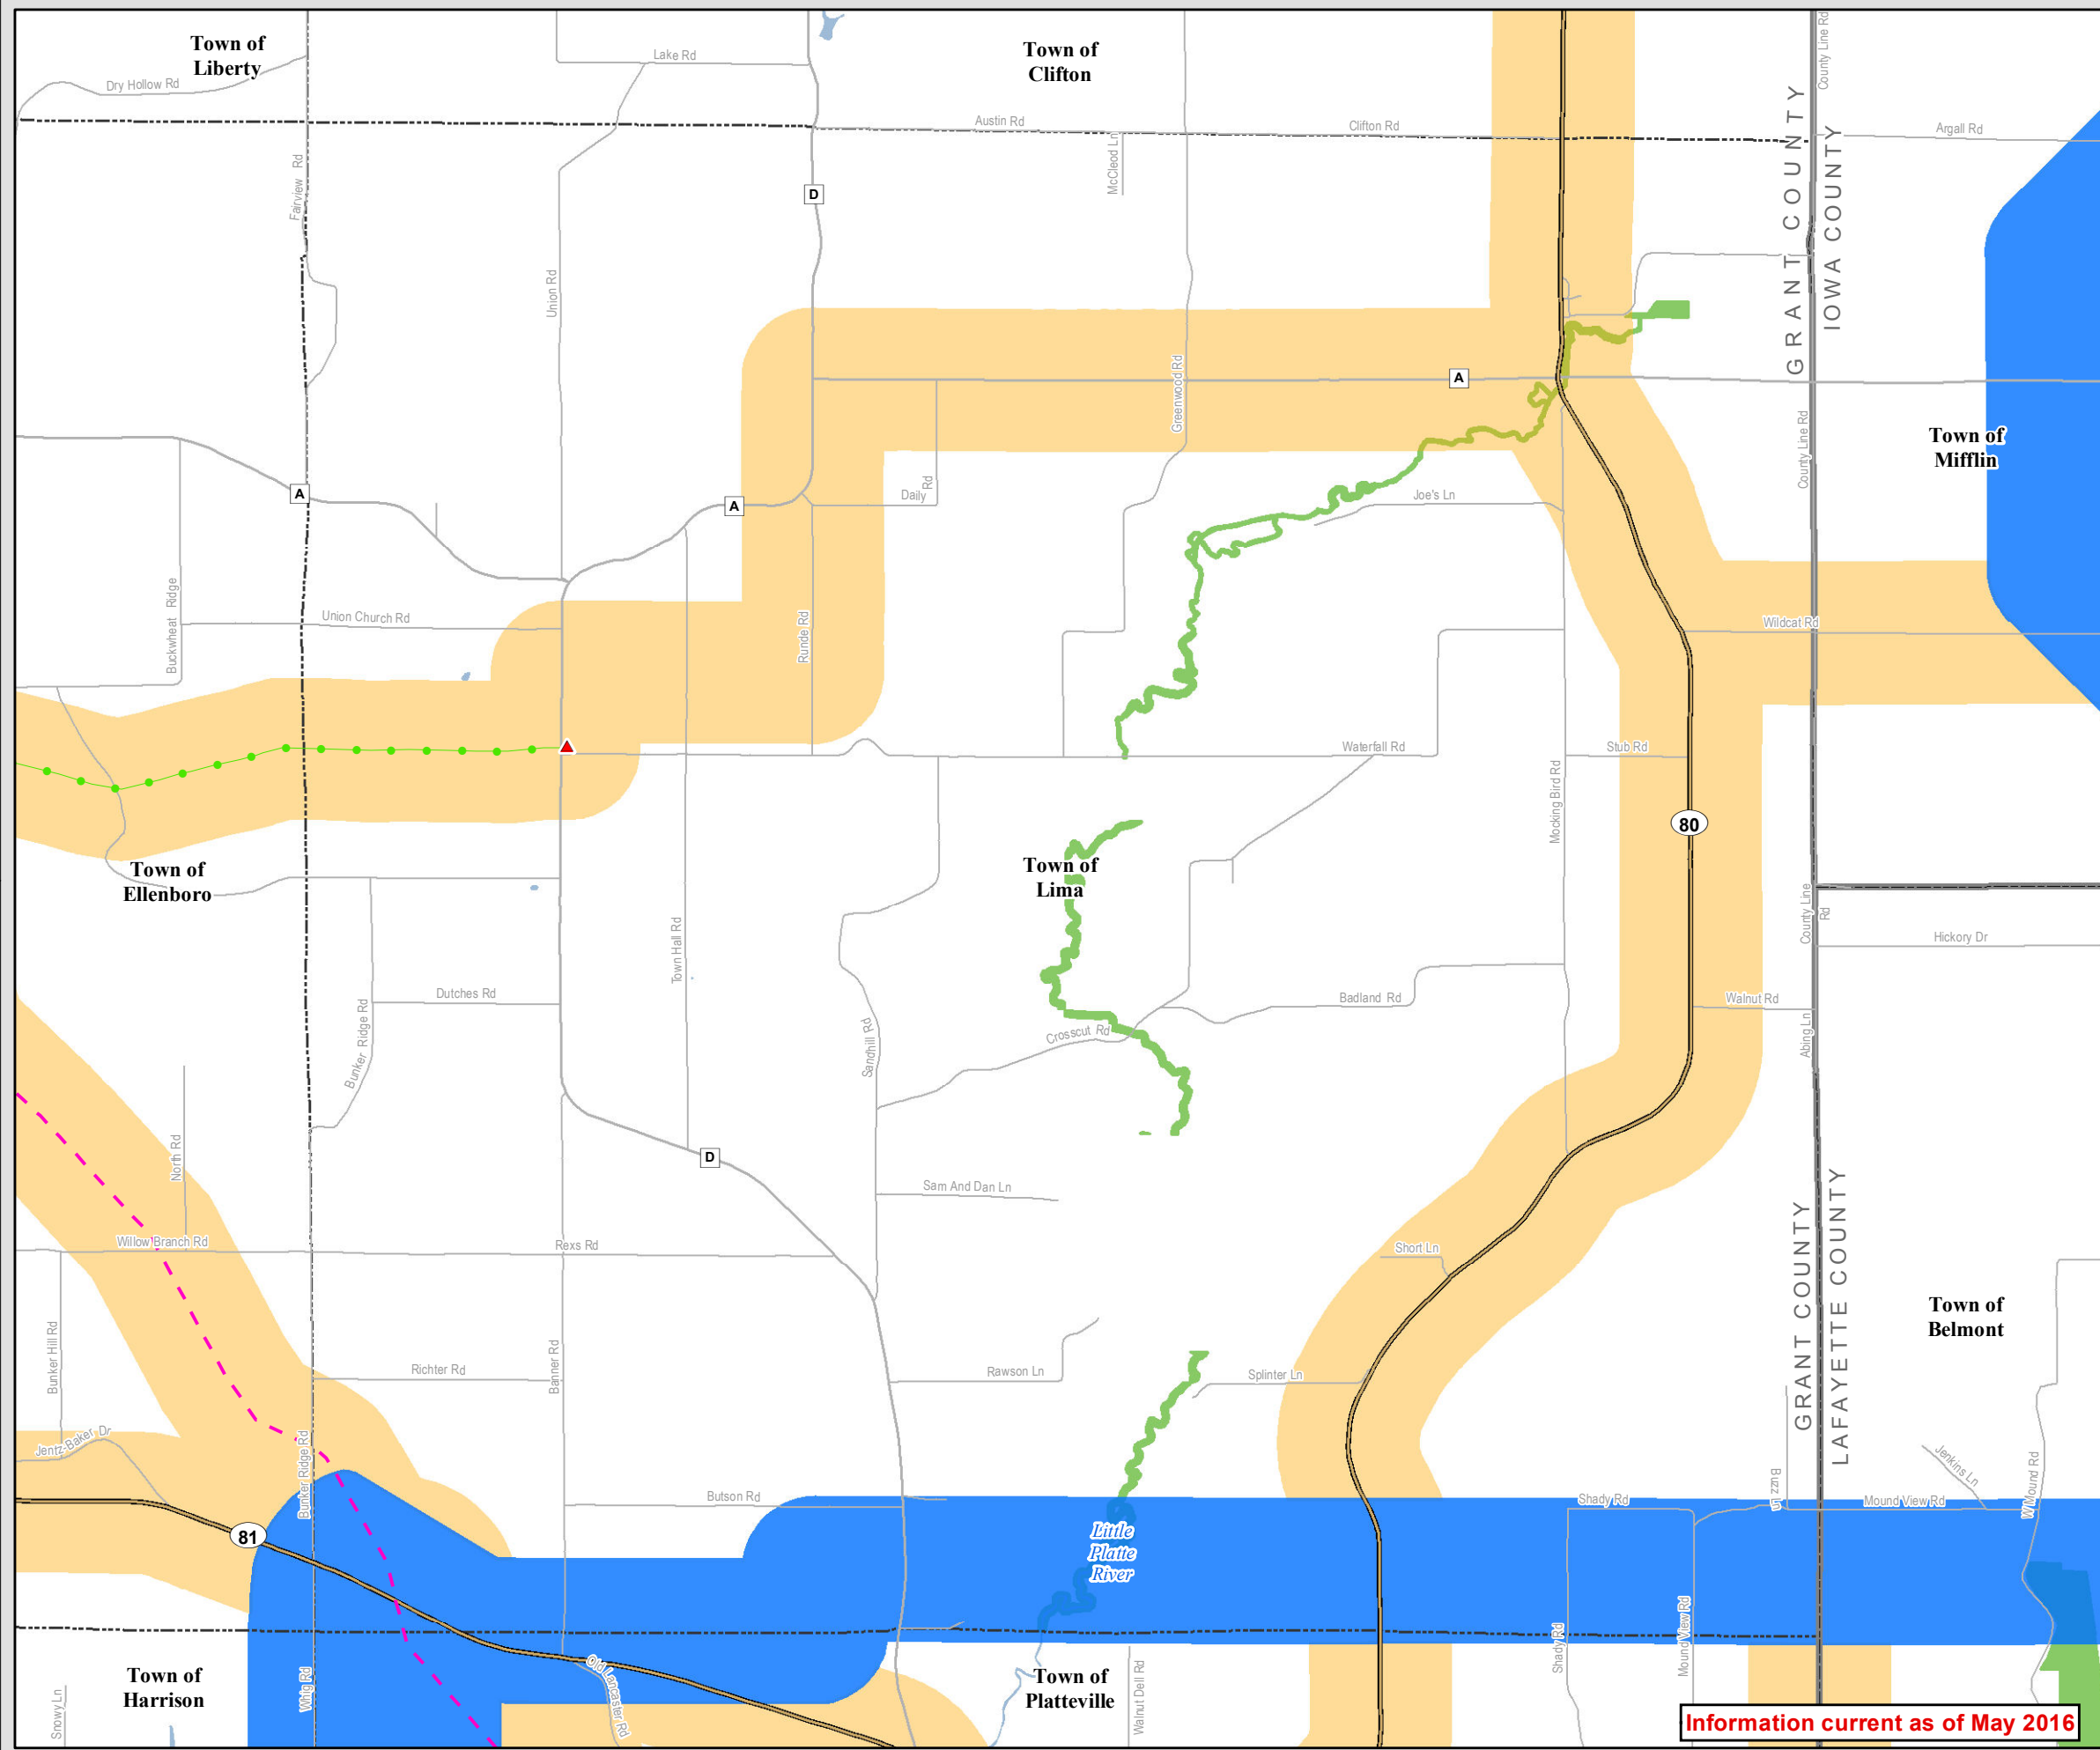 Town of
Liberty
Town of
Clifton
Lake Rd
Dry Hollow Rd
County Line Rd
Austin Rd
Clifton Rd
Argall Rd
McCleod Ln
Fairview Rd
D
GRANT COUNTY
IOWA COUNTY
Union Rd
Greenwood Rd
A
County Line Rd
Town of
Mifflin
A
A
Daily Rd
Joe's Ln
Buckwheat Ridge
Union Church Rd
Runde Rd
Wildcat Rd
Waterfall Rd
Stub Rd
Mocking Bird Rd
80
Town of
Ellenboro
Town of
Lima
County Line Rd
Town Hall Rd
Hickory Dr
Dutches Rd
Badland Rd
Walnut Rd
Bunker Ridge Rd
Sandhill Rd
Crosscut Rd
Abing Ln
North Rd
D
Sam And Dan Ln
GRANT COUNTY
LAFAYETTE COUNTY
Willow Branch Rd
Rexs Rd
Short Ln
Town of
Belmont
Bunker Hill Rd
Richter Rd
Banner Rd
Rawson Ln
Splinter Ln
Jentz-Baker Dr
Bunker Ridge Rd
Jenkins Ln
W Mound Rd
Buzz Ln
Butson Rd
Shady Rd
Mound View Rd
81
Little
Platte
River
Shady Rd
Mound View Rd
Town of
Harrison
Whig Rd
Old Lancaster Rd
Town of
Platteville
Walnut Dell Rd
Snowy Ln
Information current as of May 2016